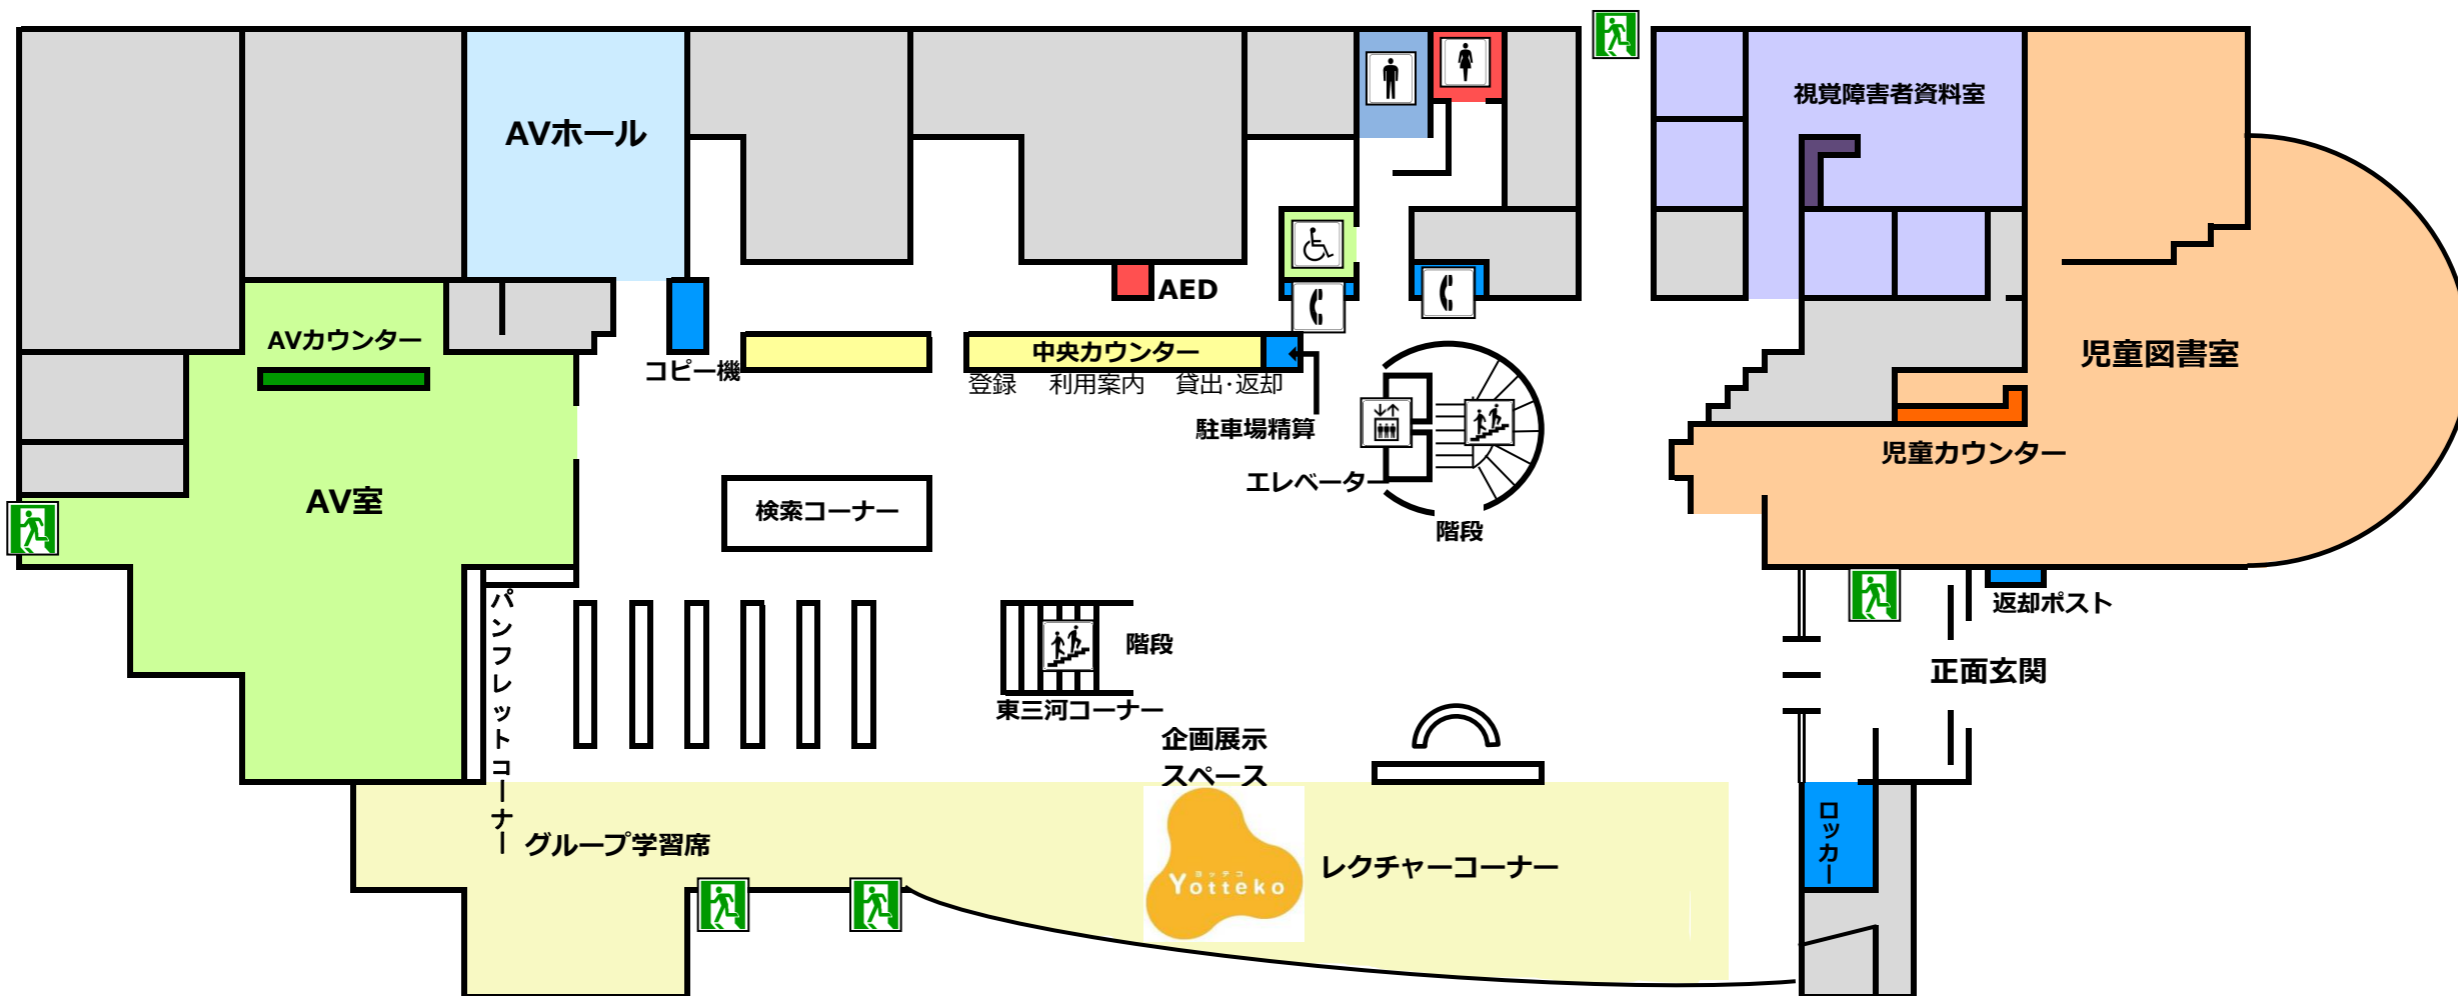 視覚障害者資料室
AVホール
AED
AVカウンター
コピー機
中央カウンター
登録 利用案内 貸出・返却
駐車場精算
児童図書室
児童カウンター
エレベーター
階段
AV室
検索コーナー
パンフレットコーナー
階段
東三河コーナー
返却ポスト
正面玄関
企画展示
スペース
ロッカー
グループ学習席
ヨッテコ
Yotteko
レクチャーコーナー